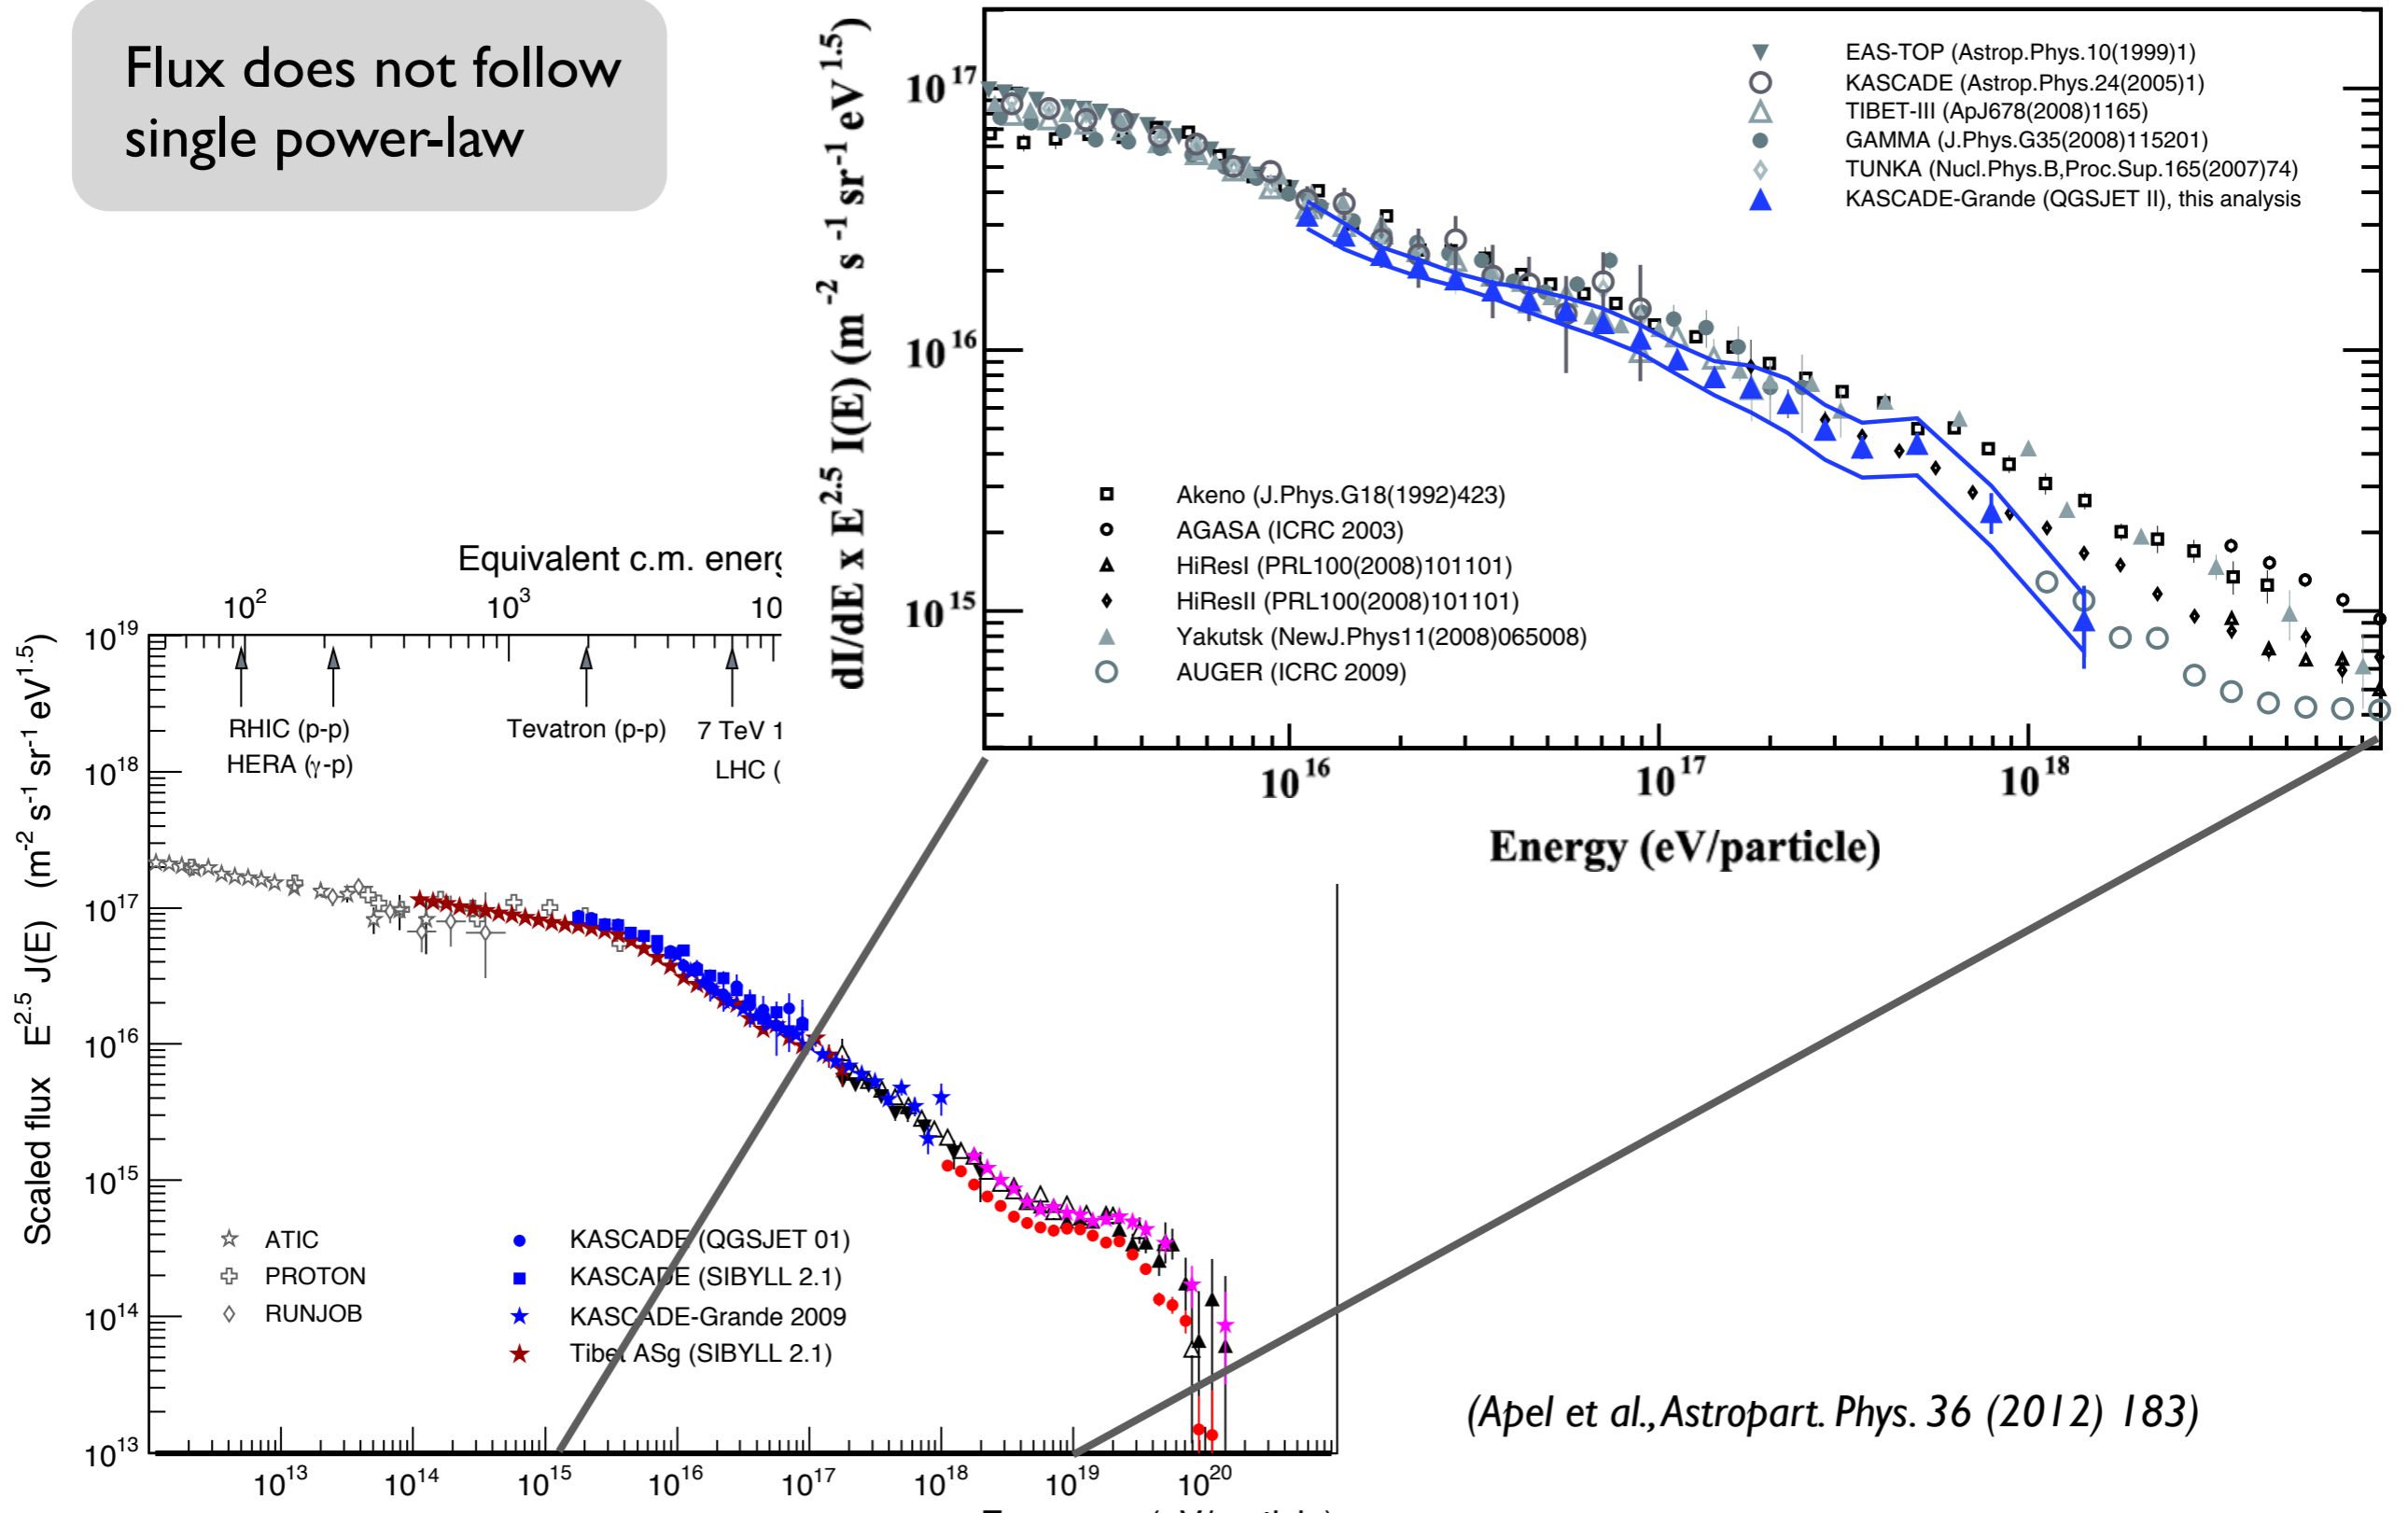 Flux does not follow
single power-law
dI/dE x E^2.5 I(E) (m^-2 s^-1 sr^-1 eV^1.5)
10^17
10^16
10^15
EAS-TOP (Astrop.Phys.10(1999)1)
KASCADE (Astrop.Phys.24(2005)1)
TIBET-III (ApJ678(2008)1165)
GAMMA (J.Phys.G35(2008)115201)
TUNKA (Nucl.Phys.B,Proc.Sup.165(2007)74)
KASCADE-Grande (QGSJET II), this analysis
Akeno (J.Phys.G18(1992)423)
AGASA (ICRC 2003)
HiResI (PRL100(2008)101101)
HiResII (PRL100(2008)101101)
Yakutsk (NewJ.Phys11(2008)065008)
AUGER (ICRC 2009)
10^16 10^17 10^18
Energy (eV/particle)
Equivalent c.m.
10^2 10^3 10
RHIC (p-p)
HERA (γ-p)
Tevatron (p-p)
7 TeV 1
LHC (
Scaled flux E^2.5 J(E) (m^-2 s^-1 sr^-1 eV^1.5)
10^19
10^18
10^17
10^16
10^15
10^14
10^13
ATIC
PROTON
RUNJOB
KASCADE (QGSJET 01)
KASCADE (SIBYLL 2.1)
KASCADE-Grande 2009
Tibet ASg (SIBYLL 2.1)
10^13 10^14 10^15 10^16 10^17 10^18 10^19 10^20
(Apel et al., Astropart. Phys. 36 (2012) 183)